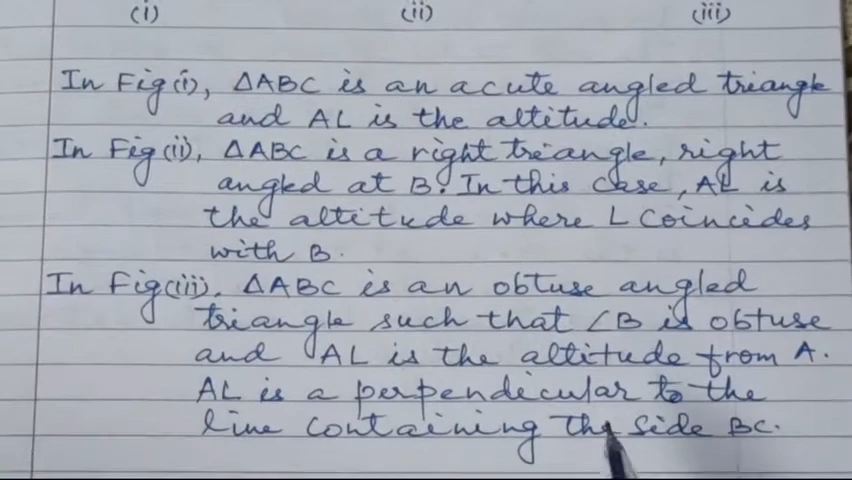 (i) (ii) (iii)
In Fig(i), △ABC is an acute angled triangle
and AL is the altitude.
In Fig(ii), △ABC is a right triangle, right
angled at B. In this case, AL is
the altitude where L coincides
with B.
In Fig(iii), △ABC is an obtuse angled
triangle such that ∠B is obtuse
and AL is the altitude from A.
AL is a perpendicular to the
line containing the side BC.